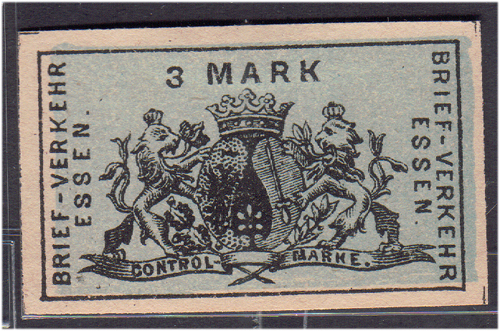 3 MARK
BRIEF-VERKEHR
ESSEN.
BRIEF-VERKEHR
ESSEN.
CONTROL-MARKE.